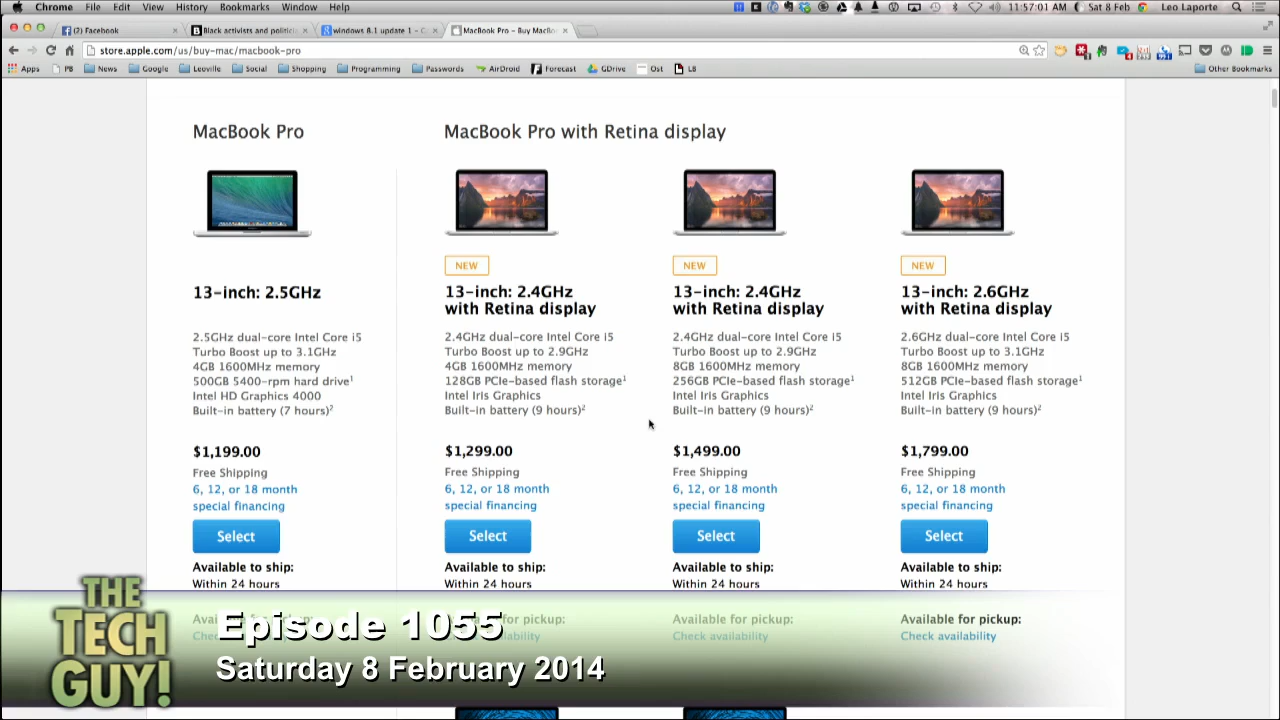 Chrome File Edit View History Bookmarks Window Help
11:57:01 AM Sat 8 Feb Leo Laporte
(2) Facebook
Black activists and politic
windows 8.1 update 1 - C
MacBook Pro - Buy MacBo
store.apple.com/us/buy-mac/macbook-pro
Apps PB News Google Leoville Social Shopping Programming Passwords AirDroid Forecast GDrive Ost LB Other Bookmarks
MacBook Pro
MacBook Pro with Retina display
NEW
NEW
NEW
13-inch: 2.5GHz
2.5GHz dual-core Intel Core i5
Turbo Boost up to 3.1GHz
4GB 1600MHz memory
500GB 5400-rpm hard drive1
Intel HD Graphics 4000
Built-in battery (7 hours)2
$1,199.00
Free Shipping
6, 12, or 18 month
special financing
Select
Available to ship:
Within 24 hours
13-inch: 2.4GHz
with Retina display
2.4GHz dual-core Intel Core i5
Turbo Boost up to 2.9GHz
4GB 1600MHz memory
128GB PCIe-based flash storage1
Intel Iris Graphics
Built-in battery (9 hours)2
$1,299.00
Free Shipping
6, 12, or 18 month
special financing
Select
Available to ship:
Within 24 hours
for pickup:
availability
13-inch: 2.4GHz
with Retina display
2.4GHz dual-core Intel Core i5
Turbo Boost up to 2.9GHz
8GB 1600MHz memory
256GB PCIe-based flash storage1
Intel Iris Graphics
Built-in battery (9 hours)2
$1,499.00
Free Shipping
6, 12, or 18 month
special financing
Select
Available to ship:
Within 24 hours
Available for pickup:
Check availability
13-inch: 2.6GHz
with Retina display
2.6GHz dual-core Intel Core i5
Turbo Boost up to 3.1GHz
8GB 1600MHz memory
512GB PCIe-based flash storage1
Intel Iris Graphics
Built-in battery (9 hours)2
$1,799.00
Free Shipping
6, 12, or 18 month
special financing
Select
Available to ship:
Within 24 hours
Available for pickup:
Check availability
THE
TECH
GUY!
Episode 1055
Saturday 8 February 2014